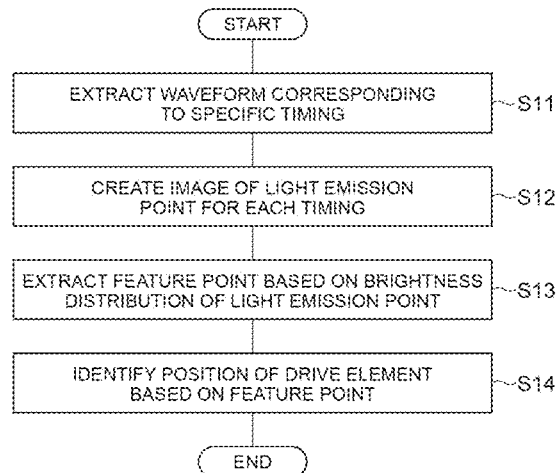 START
EXTRACT WAVEFORM CORRESPONDING
TO SPECIFIC TIMING
S11
CREATE IMAGE OF LIGHT EMISSION
POINT FOR EACH TIMING
S12
EXTRACT FEATURE POINT BASED ON BRIGHTNESS
DISTRIBUTION OF LIGHT EMISSION POINT
S13
IDENTIFY POSITION OF DRIVE ELEMENT
BASED ON FEATURE POINT
S14
END